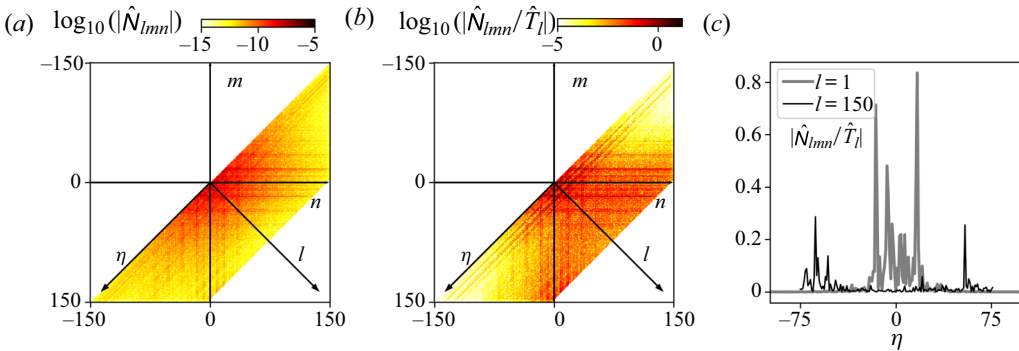 (a) log₁₀(|N̂ₗₘₙ|)
−15 −10 −5
−150
m
0
n
η
l
150
−150 0 150
(b) log₁₀(|N̂ₗₘₙ/T̂ₗ|)
−5 0
−150
m
0
n
η
l
150
−150 0 150
(c)
0.8
l = 1
l = 150
|N̂ₗₘₙ/T̂ₗ|
0.6
0.4
0.2
0
−75 0 75
η